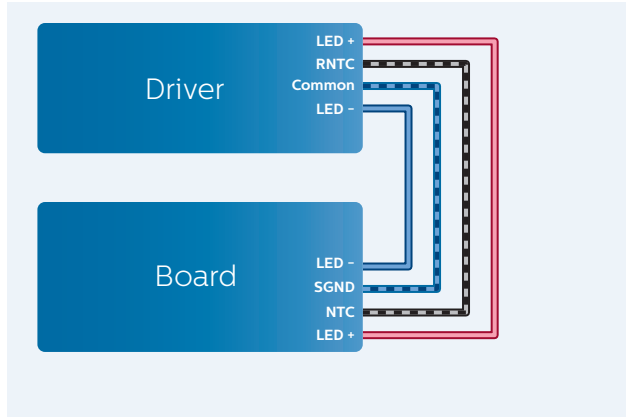 Driver
LED +
RNTC
Common
LED –
Board
LED –
SGND
NTC
LED +